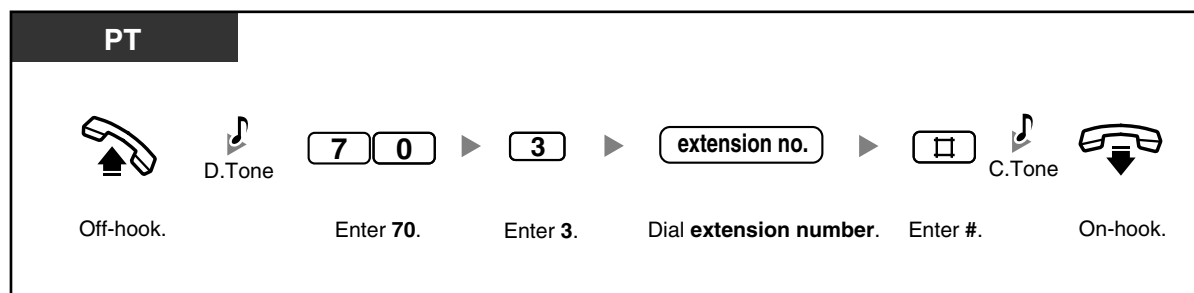 PT
7 0
3
extension no.
#
D.Tone
C.Tone
Off-hook.
Enter 70.
Enter 3.
Dial extension number.
Enter #.
On-hook.